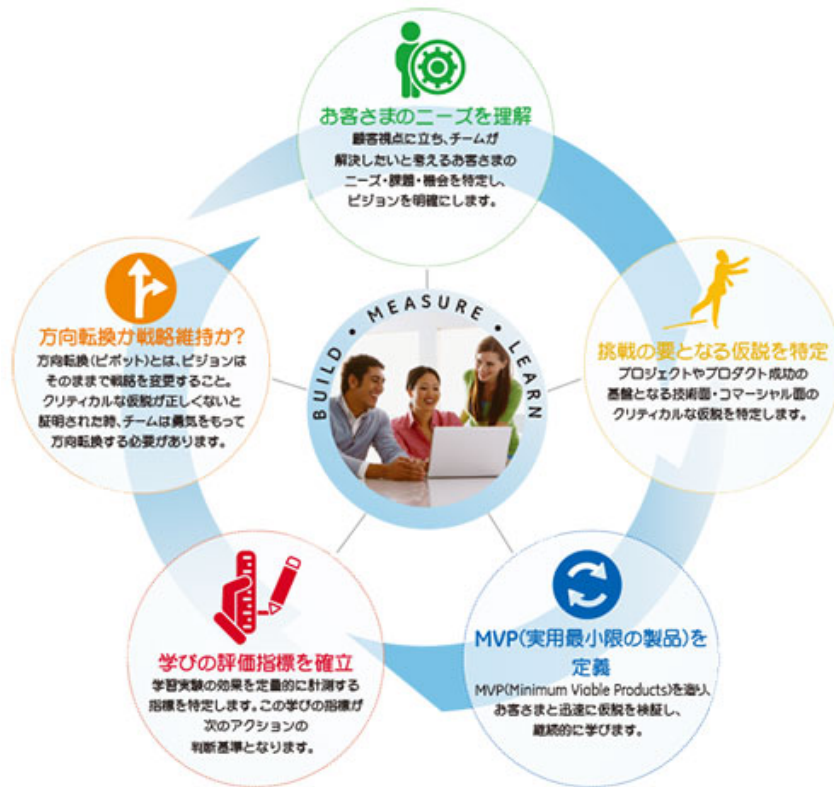 お客さまのニーズを理解
顧客視点に立ち、チームが
解決したいと考えるお客さまの
ニーズ・課題・機会を特定し、
ビジョンを明確にします。
挑戦の要となる仮説を特定
プロジェクトやプロダクト成功の
基盤となる技術面・コマーシャル面の
クリティカルな仮説を特定します。
MVP(実用最小限の製品)を
定義
MVP(Minimum Viable Products)を造り、
お客さまと迅速に仮説を検証し、
継続的に学びます。
学びの評価指標を確立
学習実験の効果を定量的に計測する
指標を特定します。この学びの指標が
次のアクションの
判断基準となります。
方向転換か戦略維持か?
方向転換(ピボット)とは、ビジョンは
そのままで戦略を変更すること。
クリティカルな仮説が正しくないと
証明された時、チームは勇気をもって
方向転換する必要があります。
BUILD • MEASURE • LEARN